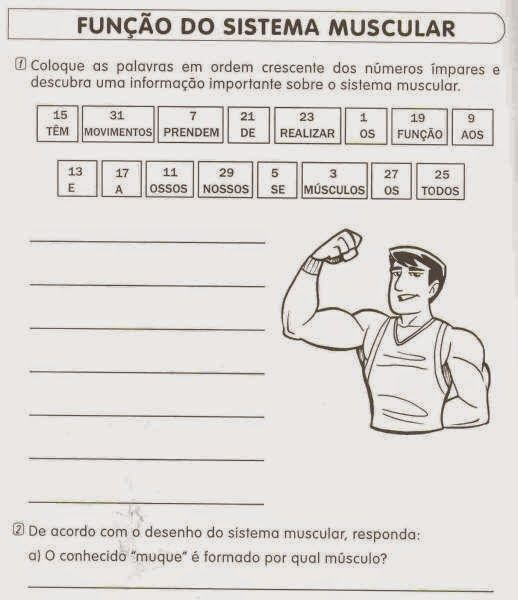 FUNÇÃO DO SISTEMA MUSCULAR
1 Coloque as palavras em ordem crescente dos números ímpares e
descubra uma informação importante sobre o sistema muscular.
15 31 7 21 23 1 19 9
TÊM MOVIMENTOS PRENDEM DE REALIZAR OS FUNÇÃO AOS
13 17 11 29 5 3 27 25
E A OSSOS NOSSOS SE MÚSCULOS OS TODOS
2 De acordo com o desenho do sistema muscular, responda:
a) O conhecido "muque" é formado por qual músculo?